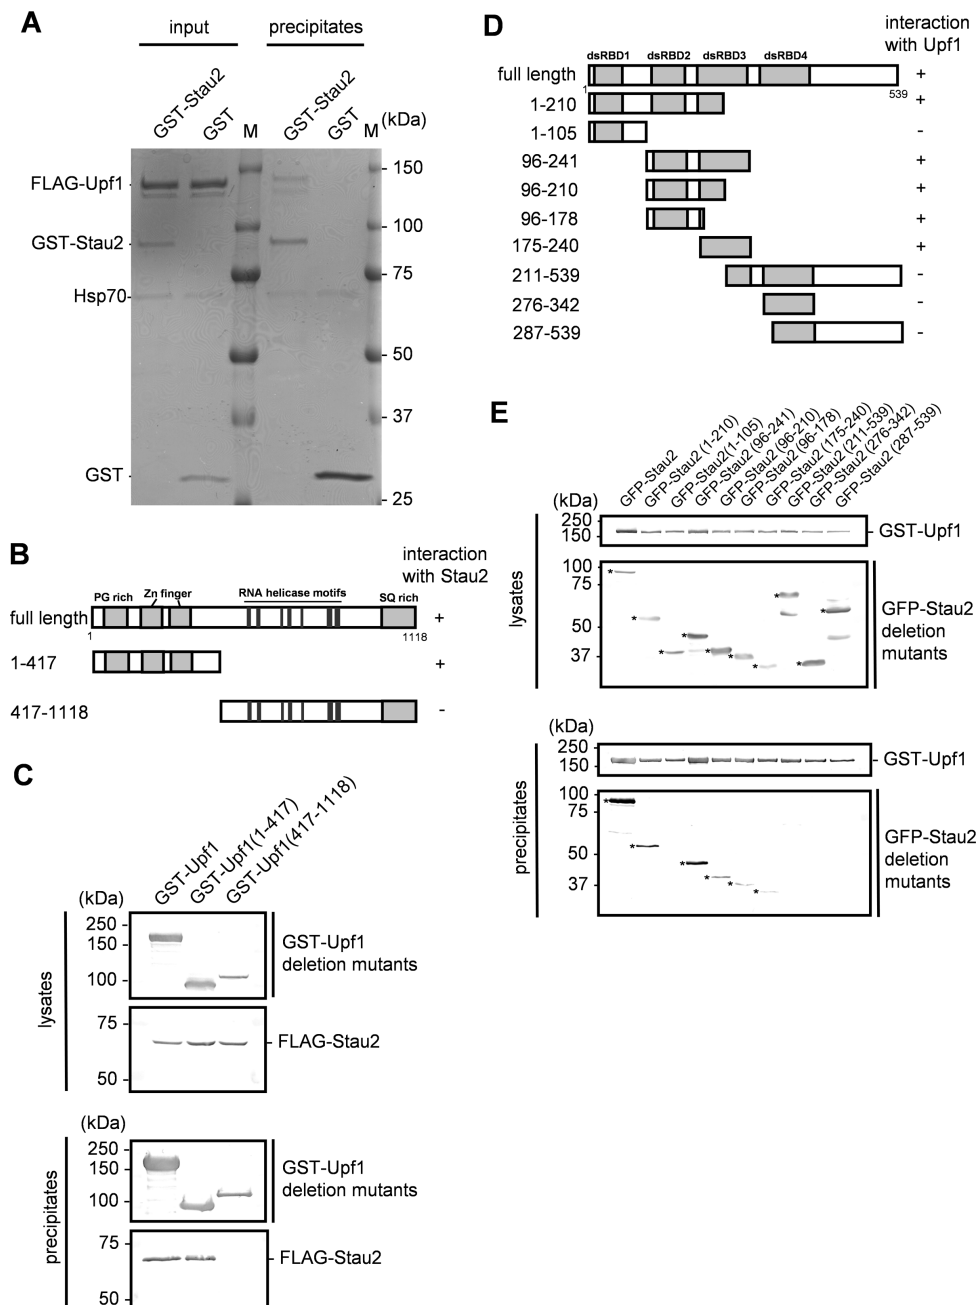 A
input precipitates
GST-Stau2 GST M GST-Stau2 GST M (kDa)
FLAG-Upf1
GST-Stau2
Hsp70
GST
150
100
75
50
37
25
B
interaction
with Stau2
PG rich Zn finger RNA helicase motifs SQ rich
full length +
1 1118
1-417 +
417-1118 -
C
GST-Upf1 GST-Upf1(1-417) GST-Upf1(417-1118)
(kDa)
lysates
250
150
100
GST-Upf1
deletion mutants
75
50
FLAG-Stau2
(kDa)
precipitates
250
150
100
GST-Upf1
deletion mutants
75
50
FLAG-Stau2
D
interaction
with Upf1
dsRBD1 dsRBD2 dsRBD3 dsRBD4
full length +
1 539
1-210 +
1-105 -
96-241 +
96-210 +
96-178 +
175-240 +
211-539 -
276-342 -
287-539 -
E
GFP-Stau2
GFP-Stau2 (1-210)
GFP-Stau2(1-105)
GFP-Stau2 (96-241)
GFP-Stau2 (96-210)
GFP-Stau2 (96-178)
GFP-Stau2 (175-240)
GFP-Stau2 (211-539)
GFP-Stau2 (276-342)
GFP-Stau2 (287-539)
(kDa)
lysates
250
150
GST-Upf1
100
75
50
37
GFP-Stau2
deletion
mutants
(kDa)
precipitates
250
150
GST-Upf1
100
75
50
37
GFP-Stau2
deletion
mutants